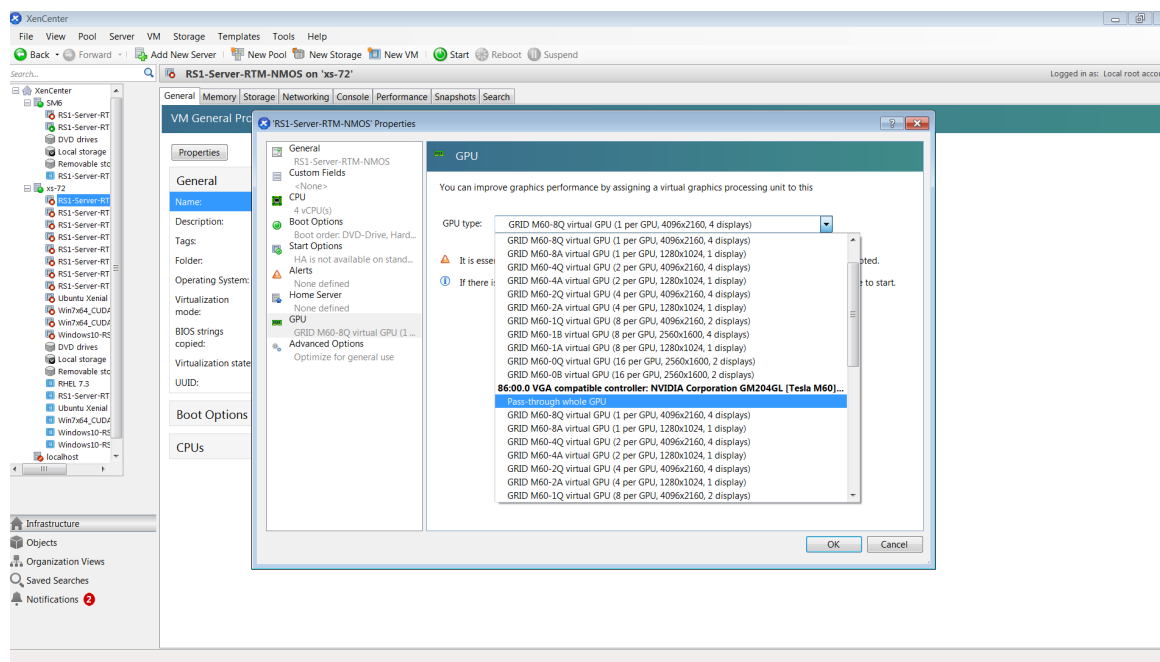 XenCenter
File View Pool Server VM Storage Templates Tools Help
Back Forward Add New Server New Pool New Storage New VM Start Reboot Suspend
Search...
RS1-Server-RTM-NMOS on 'xs-72'
Logged in as: Local root accou
XenCenter
SM6
RS1-Server-RT
RS1-Server-RT
DVD drives
Local storage
Removable sto
RS1-Server-RT
xs-72
RS1-Server-RT
RS1-Server-RT
RS1-Server-RT
RS1-Server-RT
RS1-Server-RT
RS1-Server-RT
RS1-Server-RT
RS1-Server-RT
Ubuntu Xenial
Win7x64_CUDA
Win7x64_CUDA
Windows10-RS
DVD drives
Local storage
Removable sto
RHEL 7.3
RS1-Server-RT
Ubuntu Xenial
Win7x64_CUDA
Windows10-RS
Windows10-RS
localhost
Infrastructure
Objects
Organization Views
Saved Searches
Notifications 2
General Memory Storage Networking Console Performance Snapshots Search
VM General Pro
Properties
General
Name:
Description:
Tags:
Folder:
Operating System:
Virtualization
mode:
BIOS strings
copied:
Virtualization state
UUID:
Boot Options
CPUs
'RS1-Server-RTM-NMOS' Properties
General
RS1-Server-RTM-NMOS
Custom Fields
<None>
CPU
4 vCPU(s)
Boot Options
Boot order: DVD-Drive, Hard...
Start Options
HA is not available on stand...
Alerts
None defined
Home Server
None defined
GPU
GRID M60-8Q virtual GPU (1 ...
Advanced Options
Optimize for general use
GPU
You can improve graphics performance by assigning a virtual graphics processing unit to this
GPU type: GRID M60-8Q virtual GPU (1 per GPU, 4096x2160, 4 displays)
It is esse
oted.
If there i
e to start.
GRID M60-8Q virtual GPU (1 per GPU, 4096x2160, 4 displays)
GRID M60-8A virtual GPU (1 per GPU, 1280x1024, 1 display)
GRID M60-4Q virtual GPU (2 per GPU, 4096x2160, 4 displays)
GRID M60-4A virtual GPU (2 per GPU, 1280x1024, 1 display)
GRID M60-2Q virtual GPU (4 per GPU, 4096x2160, 4 displays)
GRID M60-2A virtual GPU (4 per GPU, 1280x1024, 1 display)
GRID M60-1Q virtual GPU (8 per GPU, 4096x2160, 2 displays)
GRID M60-1B virtual GPU (8 per GPU, 2560x1600, 4 displays)
GRID M60-1A virtual GPU (8 per GPU, 1280x1024, 1 display)
GRID M60-0Q virtual GPU (16 per GPU, 2560x1600, 2 displays)
GRID M60-0B virtual GPU (16 per GPU, 2560x1600, 2 displays)
86:00.0 VGA compatible controller: NVIDIA Corporation GM204GL [Tesla M60]...
Pass-through whole GPU
GRID M60-8Q virtual GPU (1 per GPU, 4096x2160, 4 displays)
GRID M60-8A virtual GPU (1 per GPU, 1280x1024, 1 display)
GRID M60-4Q virtual GPU (2 per GPU, 4096x2160, 4 displays)
GRID M60-4A virtual GPU (2 per GPU, 1280x1024, 1 display)
GRID M60-2Q virtual GPU (4 per GPU, 4096x2160, 4 displays)
GRID M60-2A virtual GPU (4 per GPU, 1280x1024, 1 display)
GRID M60-1Q virtual GPU (8 per GPU, 4096x2160, 2 displays)
OK Cancel